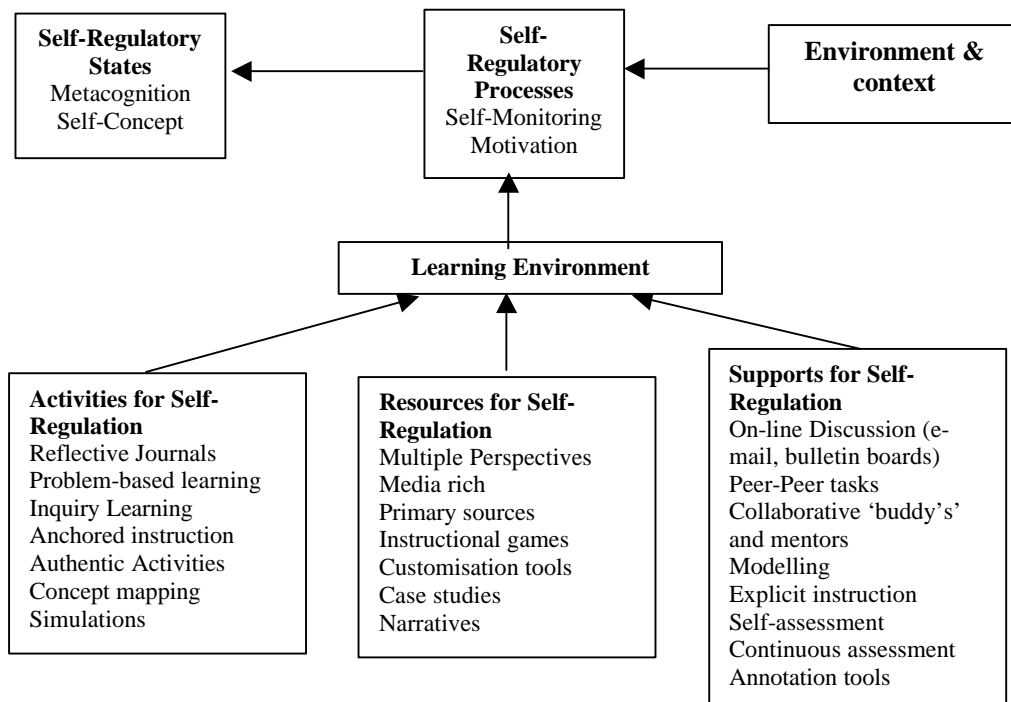 Self-Regulatory
States
Metacognition
Self-Concept
Self-
Regulatory
Processes
Self-Monitoring
Motivation
Environment &
context
Learning Environment
Activities for Self-
Regulation
Reflective Journals
Problem-based learning
Inquiry Learning
Anchored instruction
Authentic Activities
Concept mapping
Simulations
Resources for Self-
Regulation
Multiple Perspectives
Media rich
Primary sources
Instructional games
Customisation tools
Case studies
Narratives
Supports for Self-
Regulation
On-line Discussion (e-
mail, bulletin boards)
Peer-Peer tasks
Collaborative ‘buddy’s’
and mentors
Modelling
Explicit instruction
Self-assessment
Continuous assessment
Annotation tools